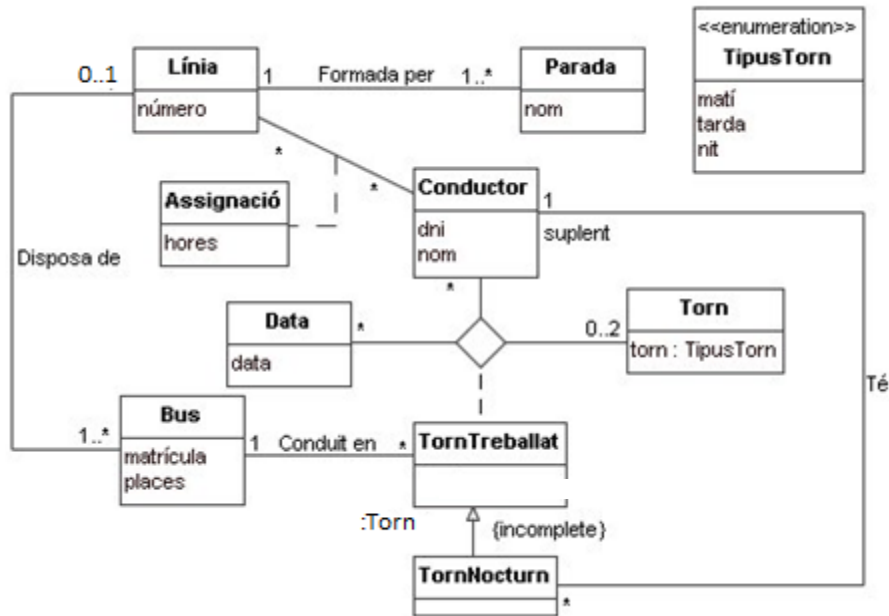 <<enumeration>>
TipusTorn
matí
tarda
nit
0..1
Línia
número
1
Formada per
1..*
Parada
nom
*
*
Assignació
hores
Conductor
dni
nom
1
suplent
Disposa de
*
Data
data
*
0..2
Torn
torn : TipusTorn
Té
Bus
matrícula
places
1..*
1
Conduit en
*
TornTreballat
:Torn
{incomplete}
TornNocturn
*